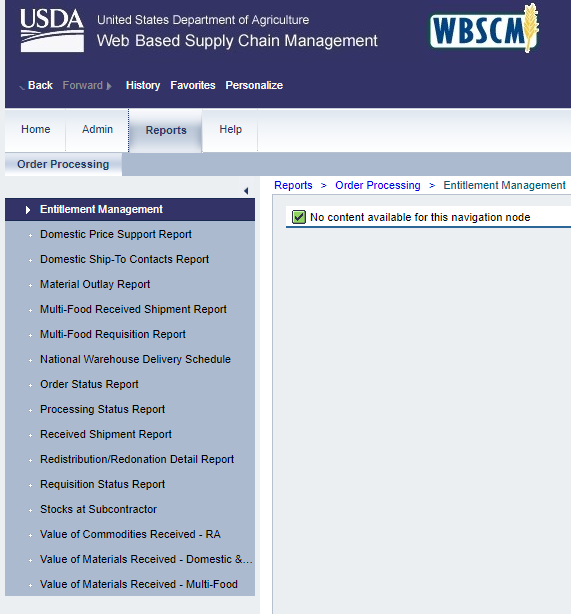 USDA
United States Department of Agriculture
Web Based Supply Chain Management
WBSCM
Back Forward History Favorites Personalize
Home Admin Reports Help
Order Processing
Reports > Order Processing > Entitlement Management
Entitlement Management
No content available for this navigation node
Domestic Price Support Report
Domestic Ship-To Contacts Report
Material Outlay Report
Multi-Food Received Shipment Report
Multi-Food Requisition Report
National Warehouse Delivery Schedule
Order Status Report
Processing Status Report
Received Shipment Report
Redistribution/Redonation Detail Report
Requisition Status Report
Stocks at Subcontractor
Value of Commodities Received - RA
Value of Materials Received - Domestic &...
Value of Materials Received - Multi-Food